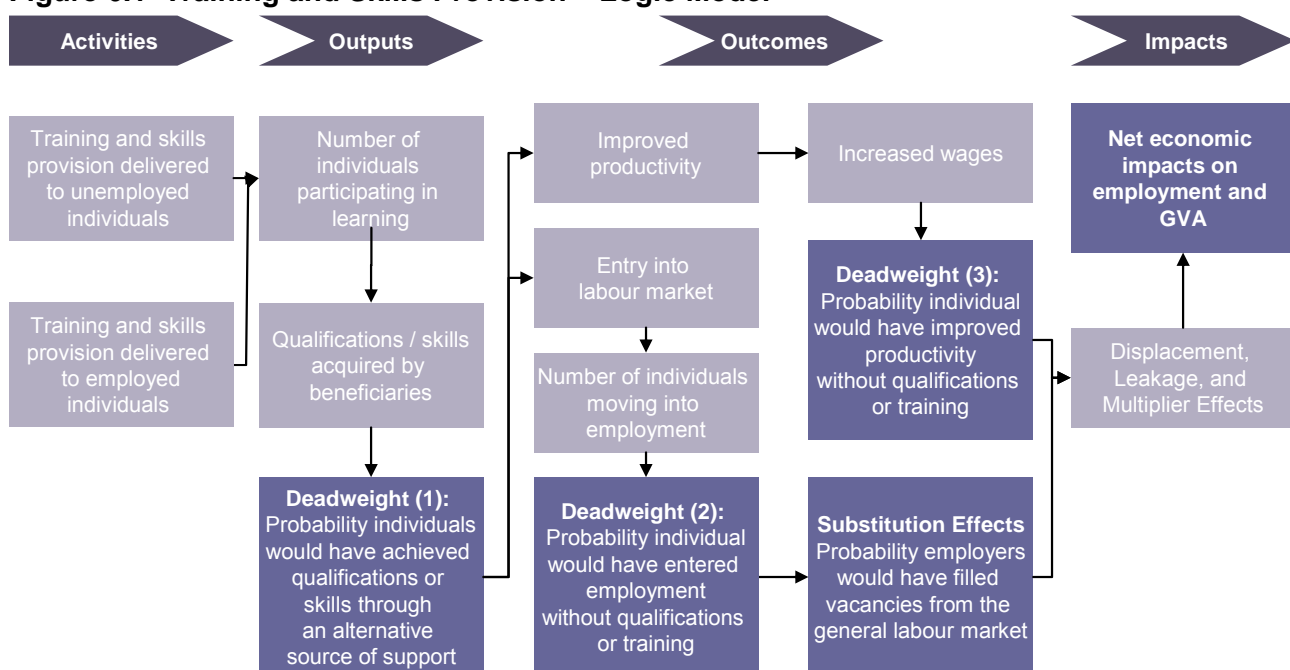 Activities
Outputs
Outcomes
Impacts
Training and skills
provision delivered
to unemployed
individuals
Training and skills
provision delivered
to employed
individuals
Number of
individuals
participating in
learning
Qualifications / skills
acquired by
beneficiaries
Deadweight (1):
Probability individuals
would have achieved
qualifications or
skills through
an alternative
source of support
Improved
productivity
Entry into
labour market
Number of individuals
moving into
employment
Deadweight (2):
Probability individual
would have entered
employment
without qualifications
or training
Increased wages
Deadweight (3):
Probability individual
would have improved
productivity
without qualifications
or training
Substitution Effects
Probability employers
would have filled
vacancies from the
general labour market
Net economic
impacts on
employment and
GVA
Displacement,
Leakage, and
Multiplier Effects